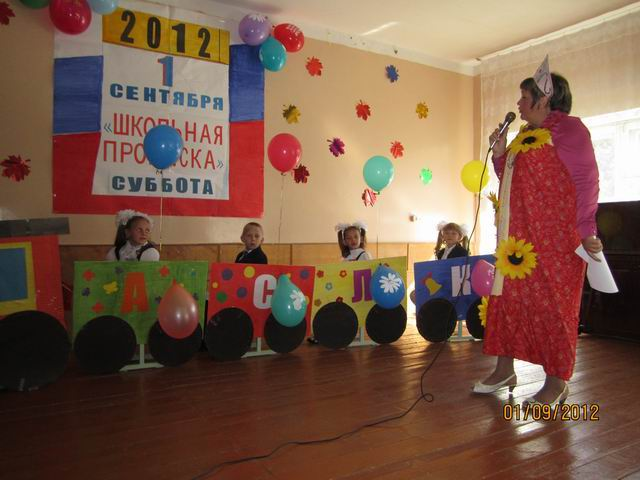 2012
1
СЕНТЯБРЯ
«ШКОЛЬНАЯ
СУББОТА
А С Л К
01/09/2012